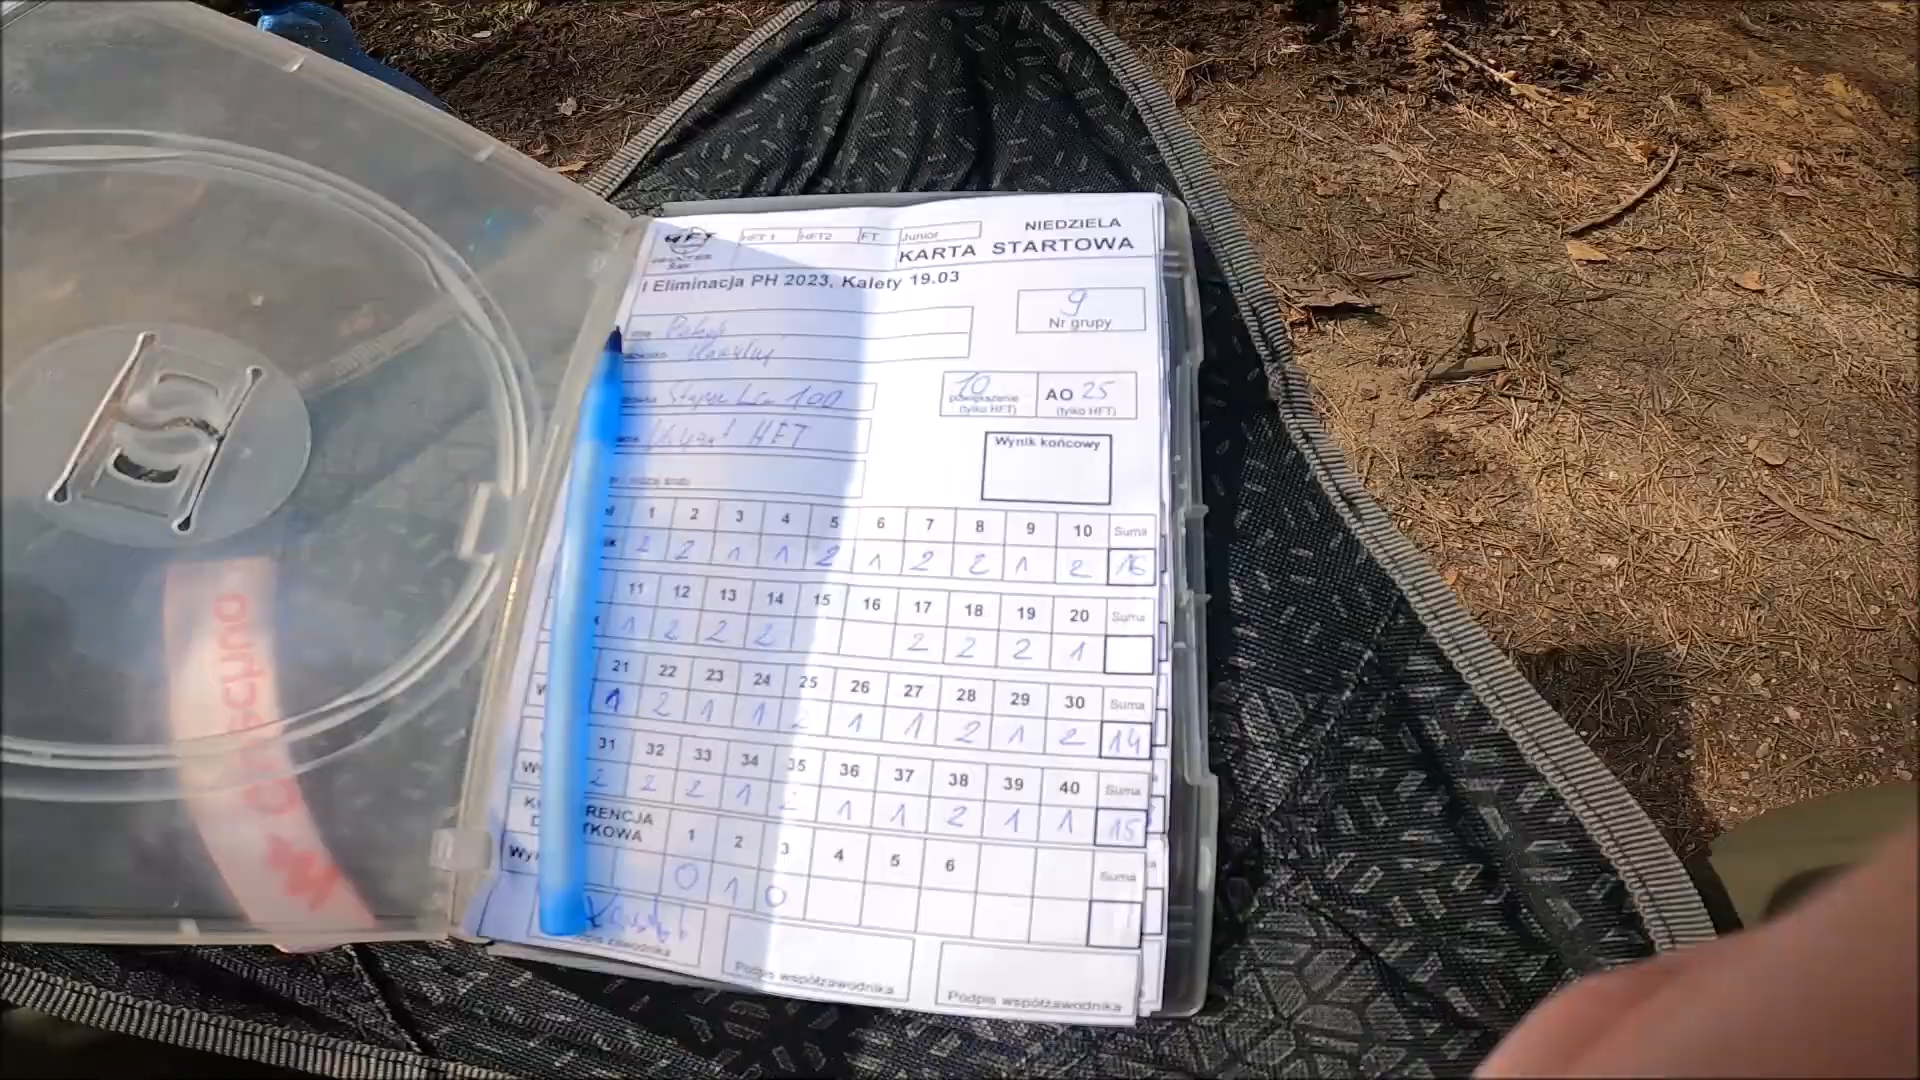 HFT 1 HFT2 FT Junior
NIEDZIELA
KARTA STARTOWA
HUNTER
I Eliminacja PH 2023, Kalety 19.03
9
Nr grupy
10
powiększenie
(tylko HFT)
AO 25
(tylko HFT)
100
HFT
Wynik końcowy
1 2 3 4 5 6 7 8 9 10 Suma
2 2 1 1 2 1 2 2 1 2 16
11 12 13 14 15 16 17 18 19 20 Suma
1 2 2 2 2 2 2 1
21 22 23 24 25 26 27 28 29 30 Suma
1 2 1 1 2 1 1 2 1 2 14
31 32 33 34 35 36 37 38 39 40 Suma
2 2 2 1 2 1 1 2 1 1 15
RENCJA
TKOWA
1 2 3 4 5 6 Suma
0 1 0
zawodnika
Podpis współzawodnika
Podpis współzawodnika